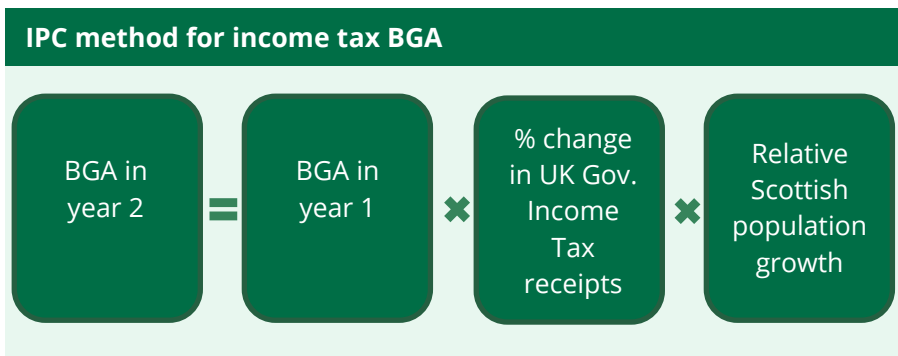 IPC method for income tax BGA
BGA in
year 2
=
BGA in
year 1
×
% change
in UK Gov.
Income
Tax
receipts
×
Relative
Scottish
population
growth